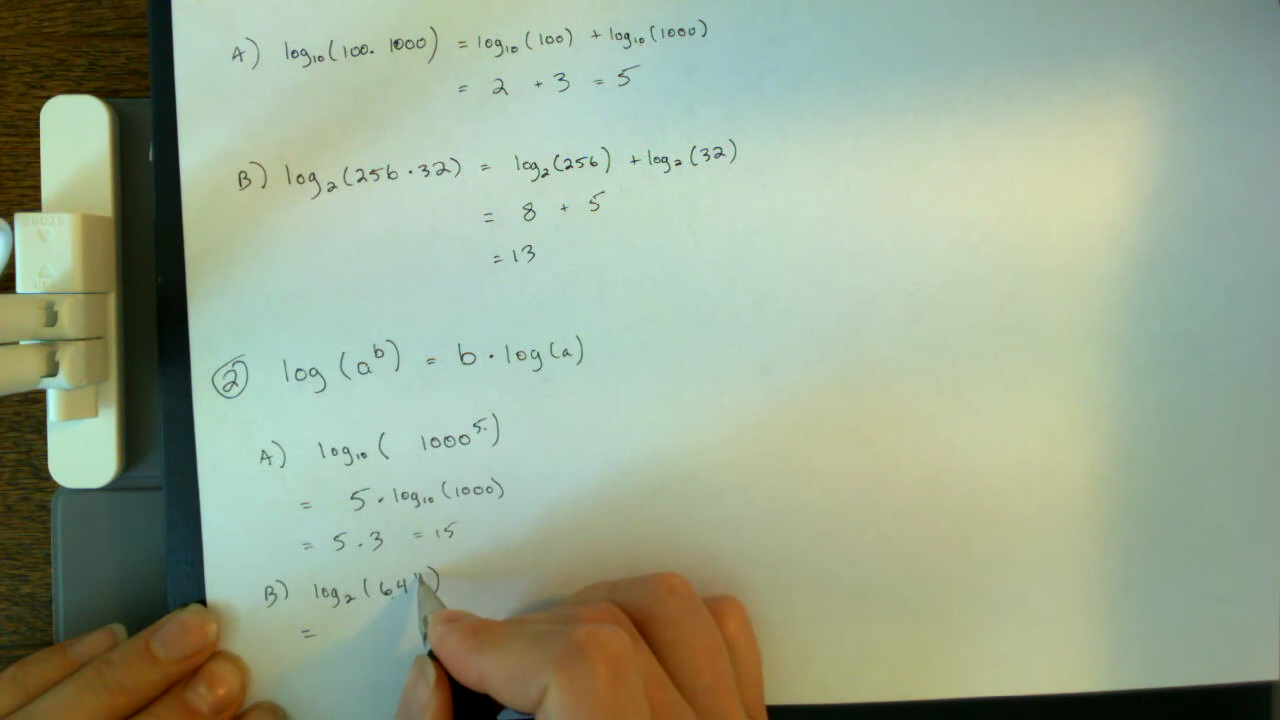 A) log₁₀(100. 1000) = log₁₀(100) + log₁₀(1000)
= 2 + 3 = 5
B) log₂(256 · 32) = log₂(256) + log₂(32)
= 8 + 5
= 13
② log(aᵇ) = b · log(a)
A) log₁₀( 1000⁵·)
= 5 · log₁₀(1000)
= 5 . 3 = 15
B) log₂(64 )
=